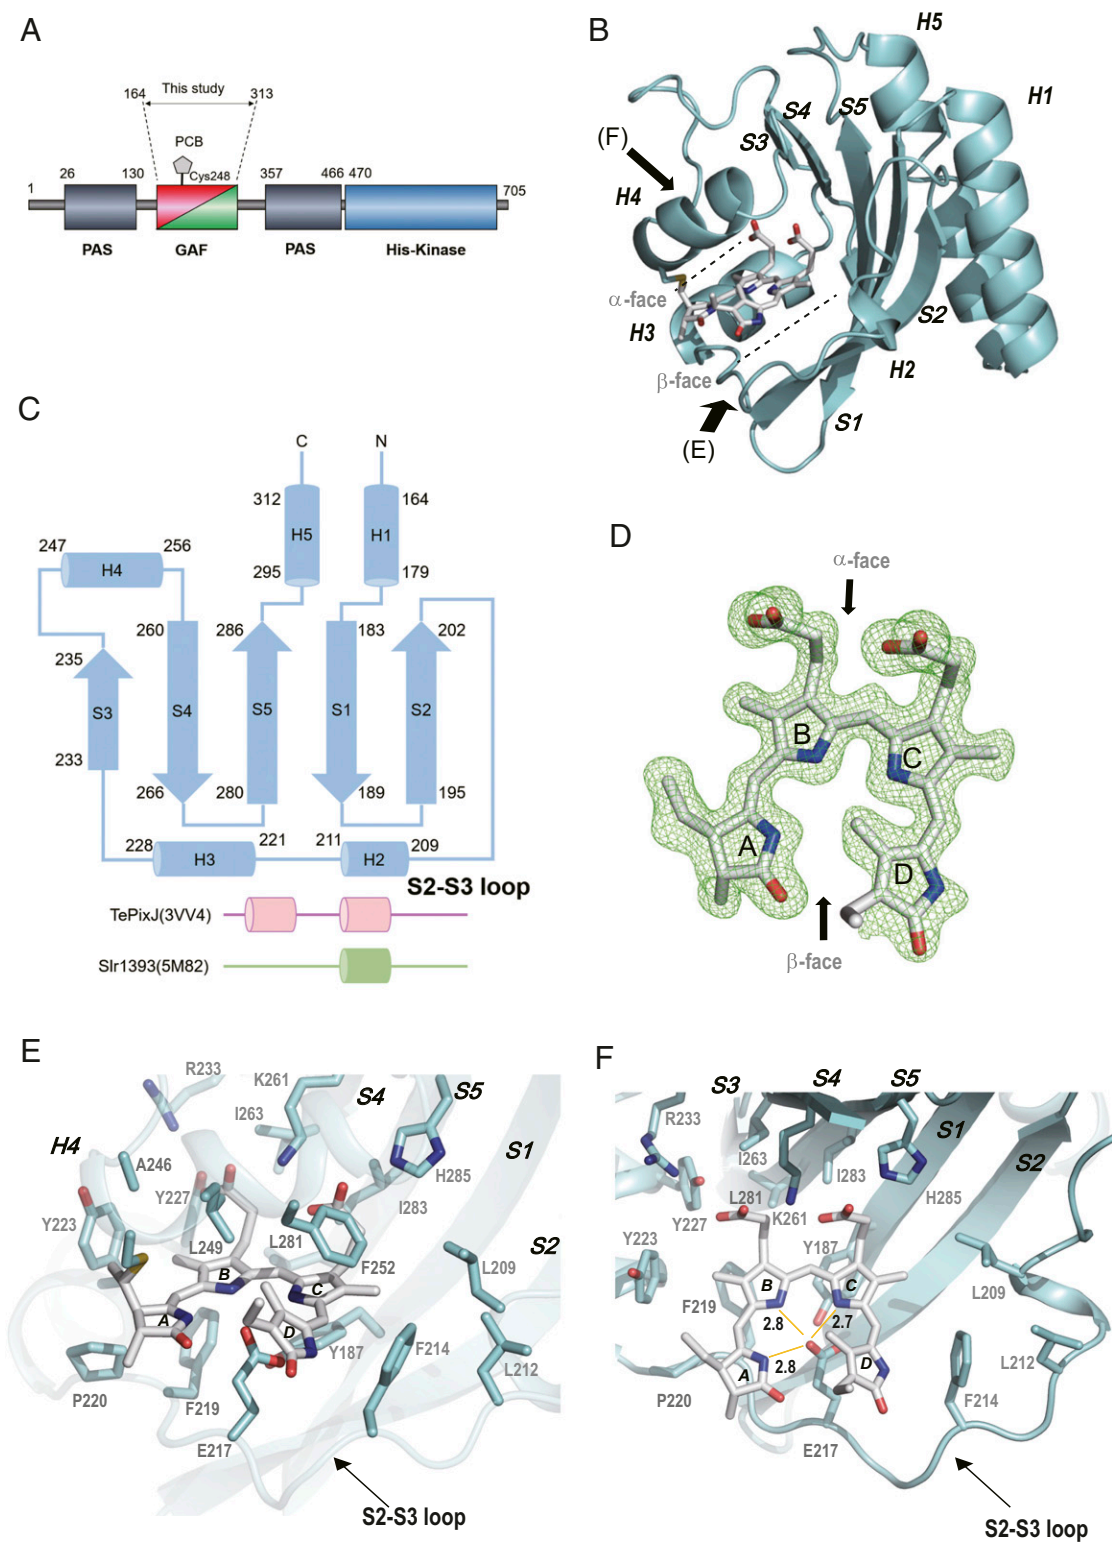 A
This study
164
313
PCB
Cys248
1
26
130
357
466
470
705
PAS
GAF
PAS
His-Kinase
B
H5
H1
S4
S5
S3
(F)
H4
α-face
H3
S2
H2
β-face
S1
(E)
C
C
N
312
164
H5
H1
295
179
247
256
H4
260
286
183
202
235
S3
S4
S5
S1
S2
233
266
280
189
195
228
221
211
209
H3
H2
S2-S3 loop
TePixJ(3VV4)
Slr1393(5M82)
D
α-face
B
C
A
D
β-face
E
R233
K261
S4
S5
I263
H4
S1
A246
Y227
H285
I283
Y223
L249
L281
S2
B
F252
L209
C
A
D
Y187
F214
L212
P220
F219
E217
S2-S3 loop
F
S3
S4
S5
R233
S1
I263
I283
S2
H285
L281
K261
Y227
Y223
Y187
B
C
L209
F219
2.8
2.7
2.8
A
D
L212
P220
F214
E217
S2-S3 loop